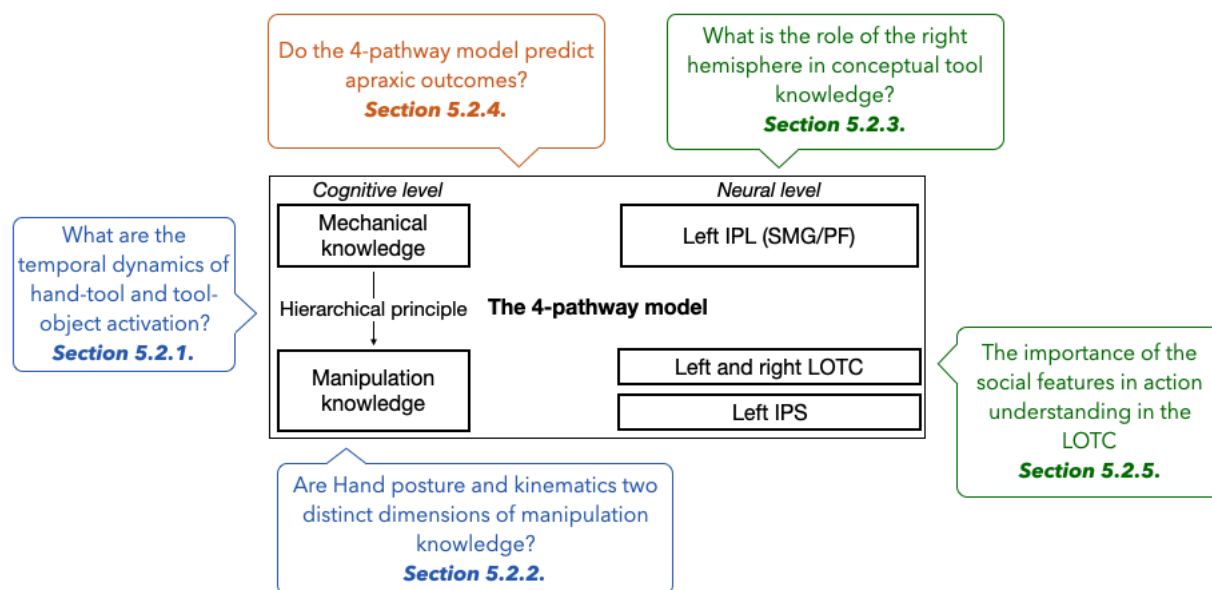 Do the 4-pathway model predict
apraxic outcomes?
Section 5.2.4.
What is the role of the right
hemisphere in conceptual tool
knowledge?
Section 5.2.3.
What are the
temporal dynamics of
hand-tool and tool-
object activation?
Section 5.2.1.
Cognitive level
Neural level
Mechanical
knowledge
Left IPL (SMG/PF)
Hierarchical principle
The 4-pathway model
Manipulation
knowledge
Left and right LOTC
Left IPS
The importance of the
social features in action
understanding in the
LOTC
Section 5.2.5.
Are Hand posture and kinematics two
distinct dimensions of manipulation
knowledge?
Section 5.2.2.